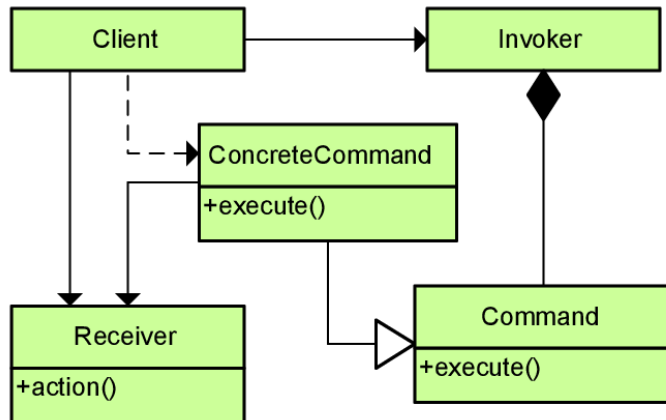 Client
Invoker
ConcreteCommand
+execute()
Receiver
+action()
Command
+execute()